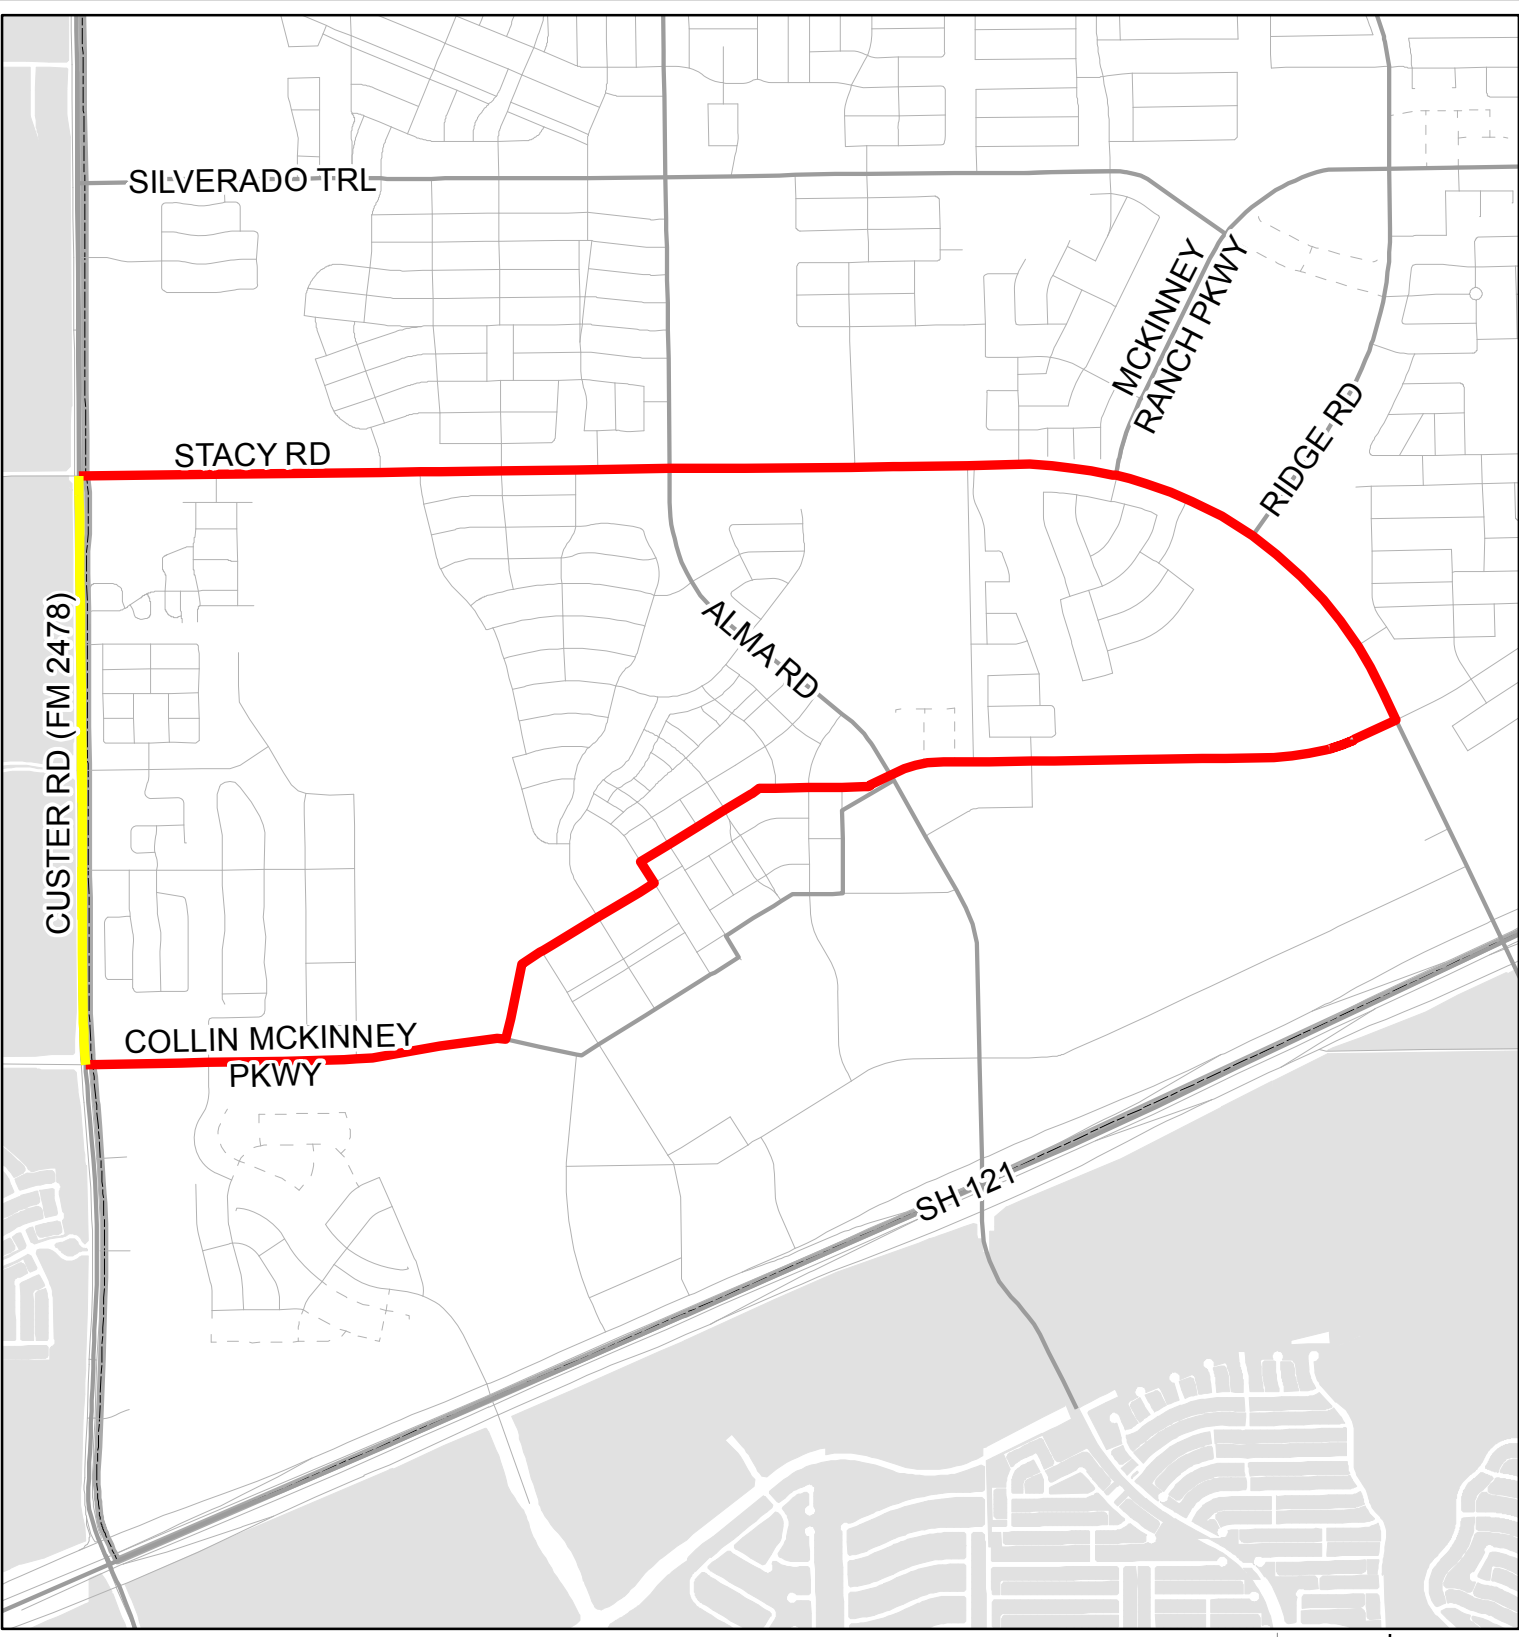 SILVERADO TRL
MCKINNEY
RANCH PKWY
RIDGE RD
STACY RD
ALMA RD
CUSTER RD (FM 2478)
COLLIN MCKINNEY
PKWY
SH 121